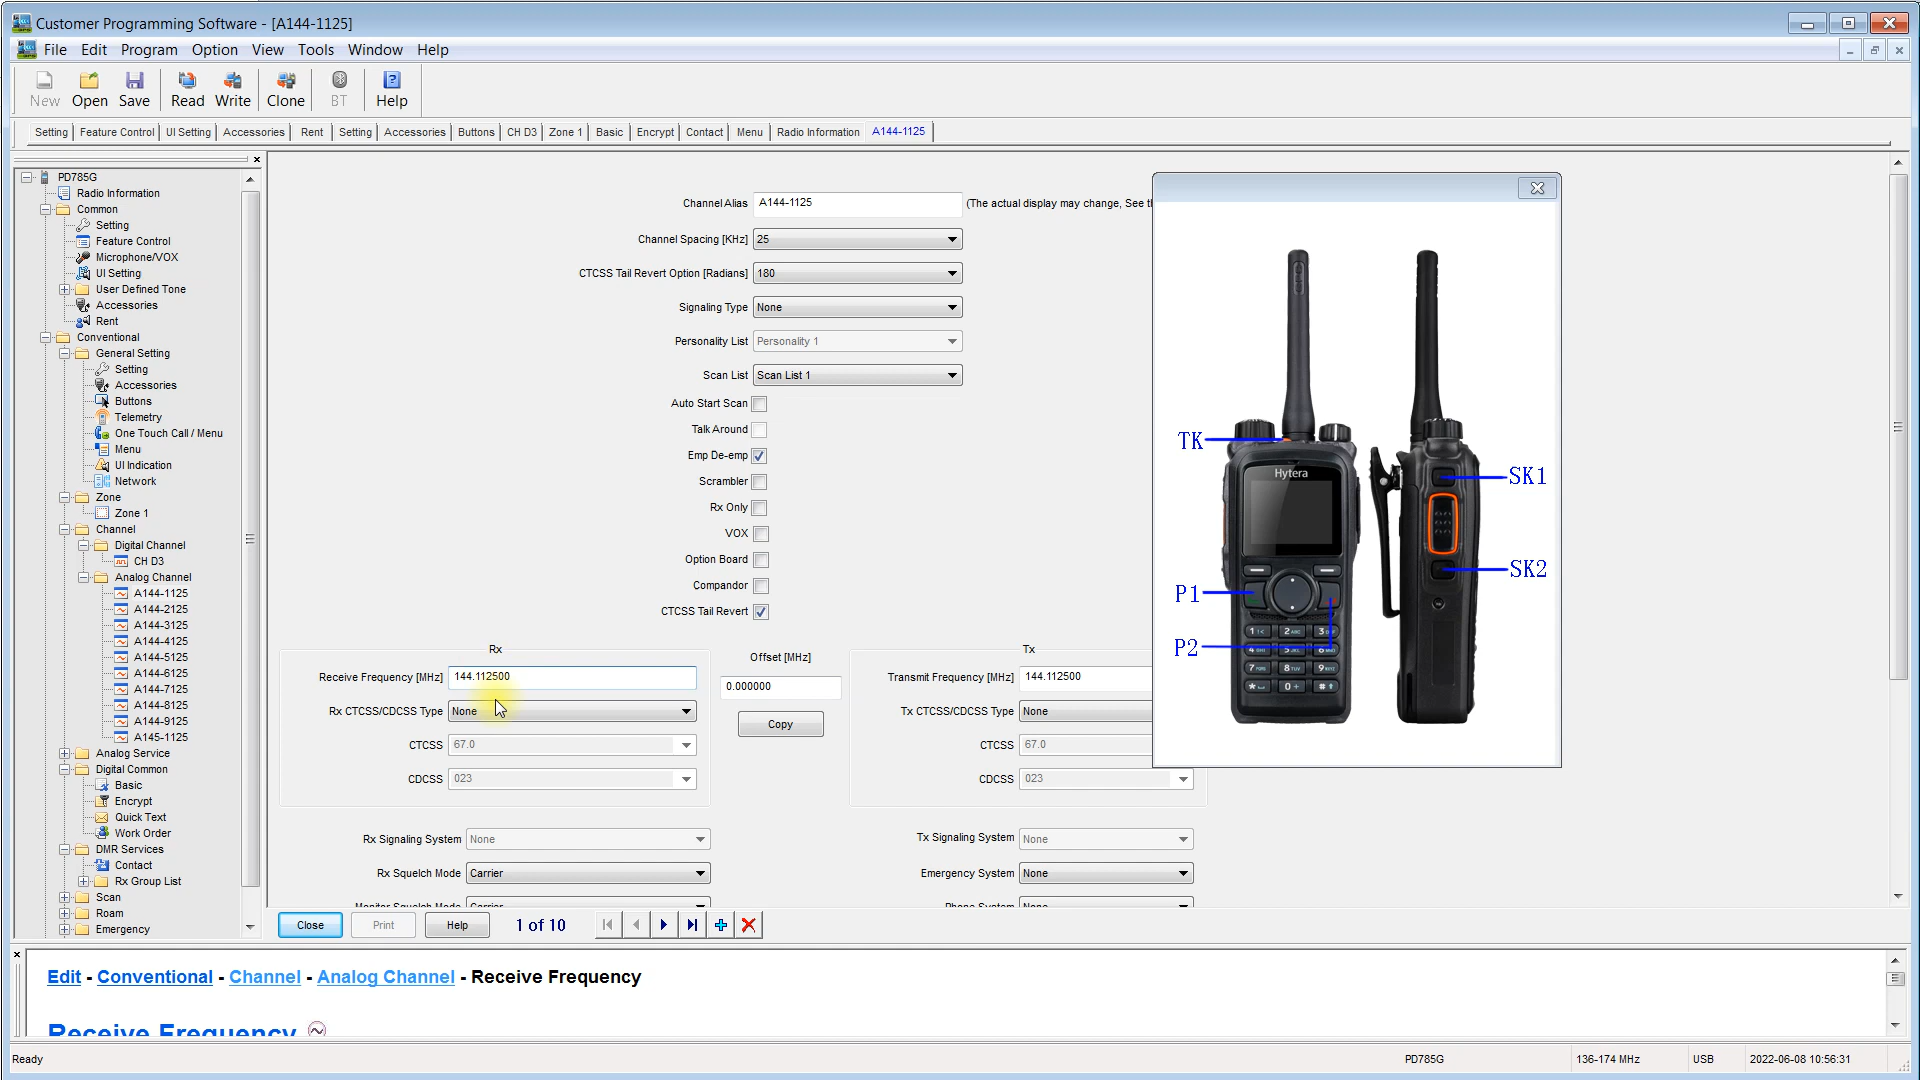 Customer Programming Software - [A144-1125]
File Edit Program Option View Tools Window Help
New Open Save Read Write Clone BT Help
Setting Feature Control UI Setting Accessories Rent Setting Accessories Buttons CH D3 Zone 1 Basic Encrypt Contact Menu Radio Information A144-1125
PD785G
Radio Information
Common
Setting
Feature Control
Microphone/VOX
UI Setting
User Defined Tone
Accessories
Rent
Conventional
General Setting
Setting
Accessories
Buttons
Telemetry
One Touch Call / Menu
Menu
UI Indication
Network
Zone
Zone 1
Channel
Digital Channel
CH D3
Analog Channel
A144-1125
A144-2125
A144-3125
A144-4125
A144-5125
A144-6125
A144-7125
A144-8125
A144-9125
A145-1125
Analog Service
Digital Common
Basic
Encrypt
Quick Text
Work Order
DMR Services
Contact
Rx Group List
Scan
Roam
Emergency
Channel Alias A144-1125 (The actual display may change, See
Channel Spacing [KHz] 25
CTCSS Tail Revert Option [Radians] 180
Signaling Type None
Personality List Personality 1
Scan List Scan List 1
Auto Start Scan
Talk Around
Emp De-emp
Scrambler
Rx Only
VOX
Option Board
Compandor
CTCSS Tail Revert
Rx
Receive Frequency [MHz] 144.112500
Rx CTCSS/CDCSS Type None
CTCSS 67.0
CDCSS 023
Offset [MHz]
0.000000
Copy
Tx
Transmit Frequency [MHz] 144.112500
Tx CTCSS/CDCSS Type None
CTCSS 67.0
CDCSS 023
Rx Signaling System None
Rx Squelch Mode Carrier
Monitor Squelch Mode Carrier
Tx Signaling System None
Emergency System None
Phone System None
TK
Hytera
SK1
SK2
P1
P2
Close Print Help 1 of 10
Edit - Conventional - Channel - Analog Channel - Receive Frequency
Receive Frequency
Ready PD785G 136-174 MHz USB 2022-06-08 10:56:31